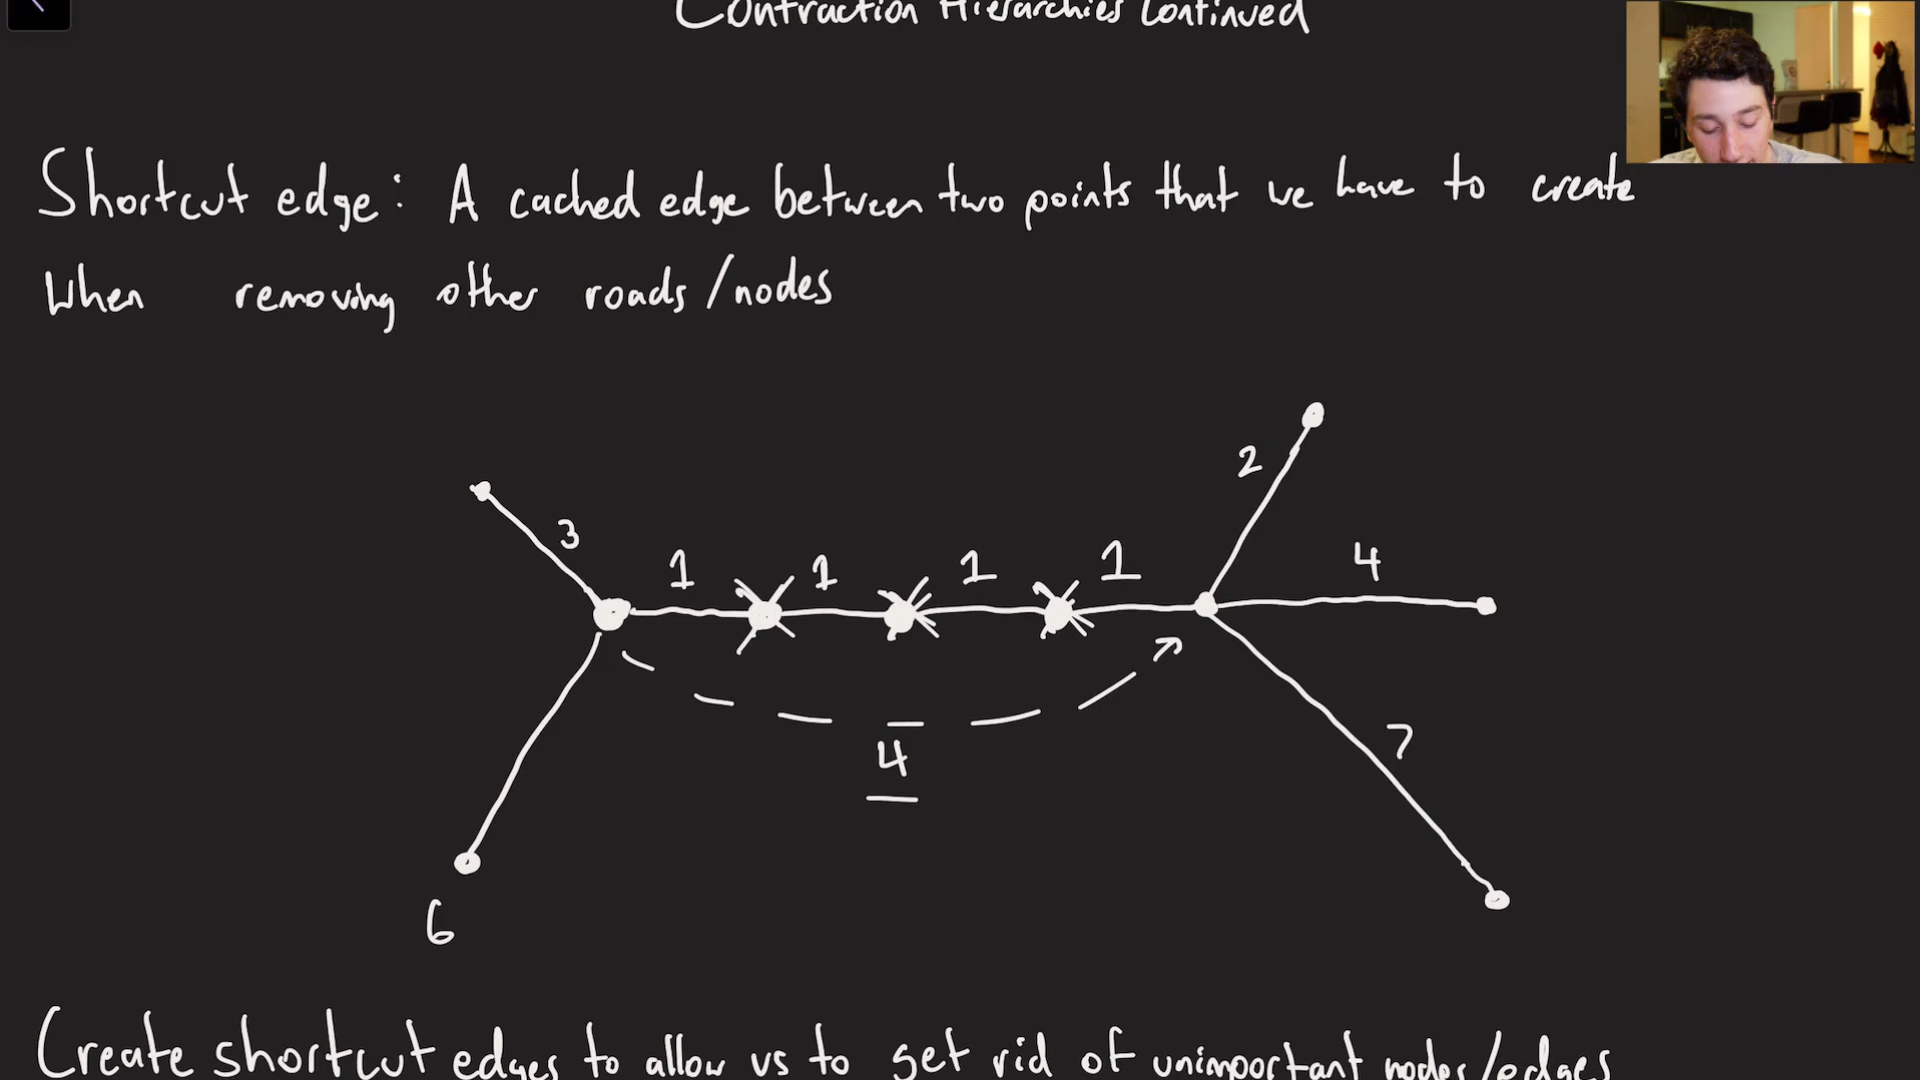 Contraction Hierarchies Continued
Shortcut edge: A cached edge between two points that we have to create
When removing other roads/nodes
2
3
1 1 1 1
4
7
4
6
Create shortcut edges to allow us to get rid of unimportant nodes/edges